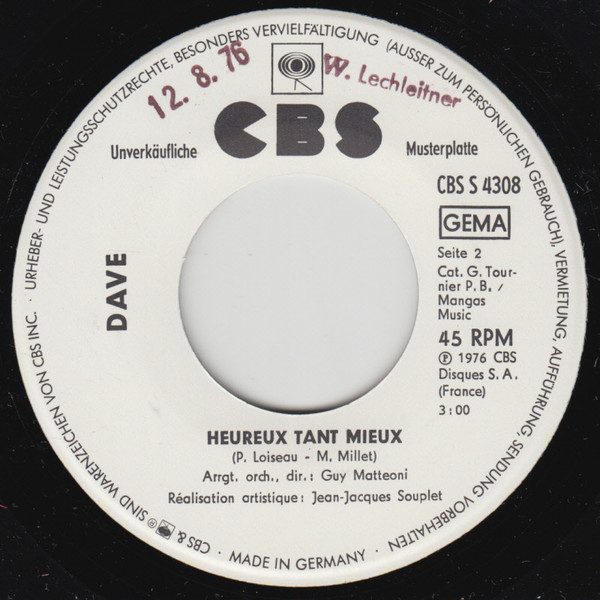 URHEBER- UND LEISTUNGSSCHUTZRECHTE, BESONDERS VERVIELFÄLTIGUNG (AUSSER ZUM PERSÖNLICHEN GEBRAUCH), VERMIETUNG, AUFFÜHRUNG, SENDUNG VORBEHALTEN
12. 8. 76
W. Lechleitner
CBS
Unverkäufliche Musterplatte
CBS S 4308
GEMA
Seite 2
Cat. G. Tour-
nier P. B. /
Mangas
Music
45 RPM
℗ 1976 CBS
Disques S. A.
(France)
3:00
DAVE
HEUREUX TANT MIEUX
(P. Loiseau - M. Millet)
Arrgt. orch., dir.: Guy Matteoni
Réalisation artistique: Jean-Jacques Souplet
· MADE IN GERMANY ·
CBS & ® SIND WARENZEICHEN VON CBS INC. ·